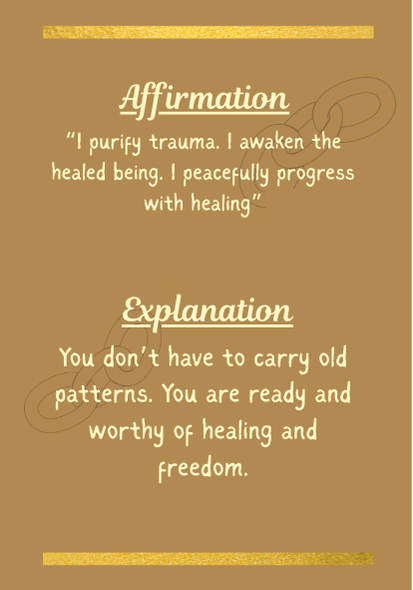 Affirmation
“I purify trauma. I awaken the
healed being. I peacefully progress
with healing”
Explanation
You don't have to carry old
patterns. You are ready and
worthy of healing and
freedom.